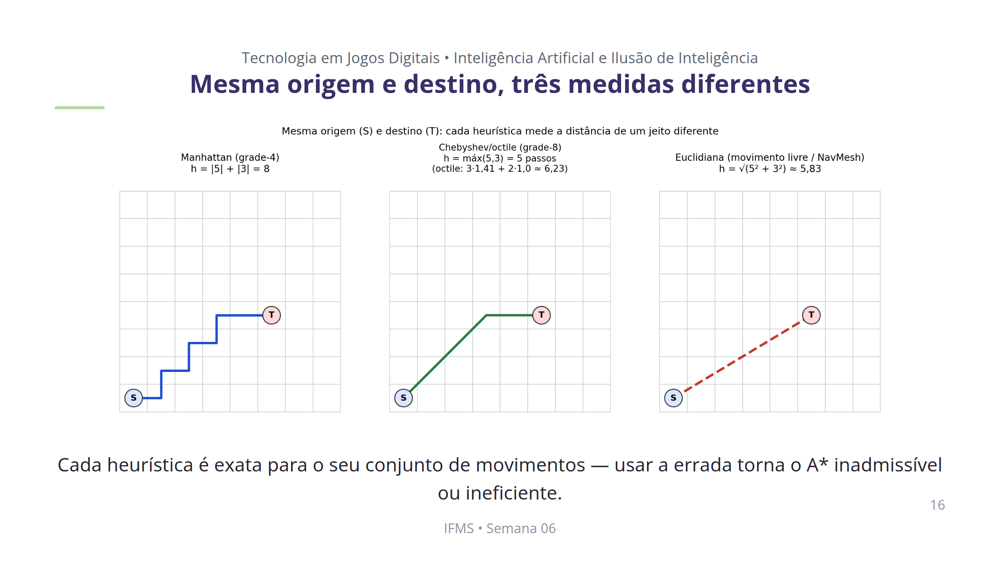 Tecnologia em Jogos Digitais • Inteligência Artificial e Ilusão de Inteligência
Mesma origem e destino, três medidas diferentes
Mesma origem (S) e destino (T): cada heurística mede a distância de um jeito diferente
Manhattan (grade-4)
h = |5| + |3| = 8
Chebyshev/octile (grade-8)
h = máx(5,3) = 5 passos
(octile: 3·1,41 + 2·1,0 ≈ 6,23)
Euclidiana (movimento livre / NavMesh)
h = √(5² + 3²) ≈ 5,83
T
S
T
S
T
S
Cada heurística é exata para o seu conjunto de movimentos — usar a errada torna o A* inadmissível
ou ineficiente.
16
IFMS • Semana 06